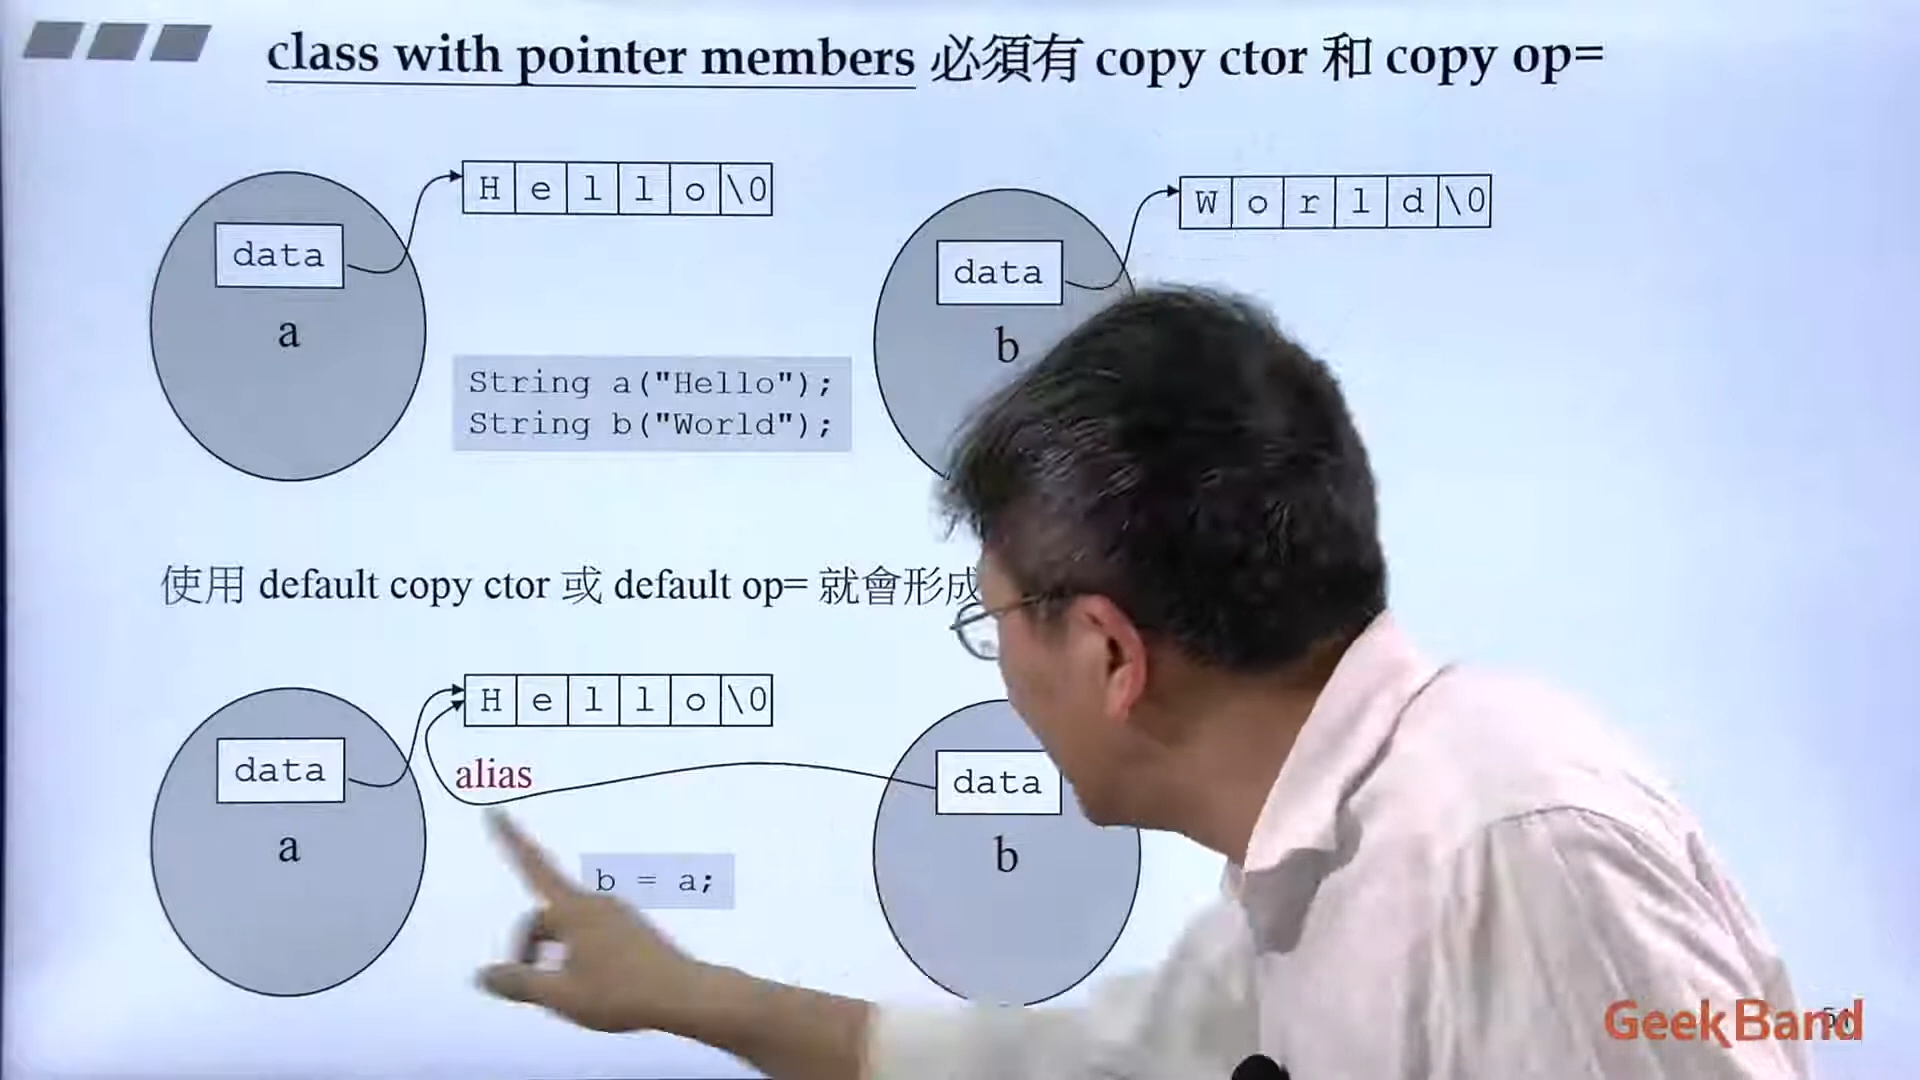 class with pointer members 必須有 copy ctor 和 copy op=
H e l l o \0
W o r l d \0
data
data
a
b
String a("Hello");
String b("World");
使用 default copy ctor 或 default op= 就會形成
H e l l o \0
data
alias
data
a
b
b = a;
GeekBand